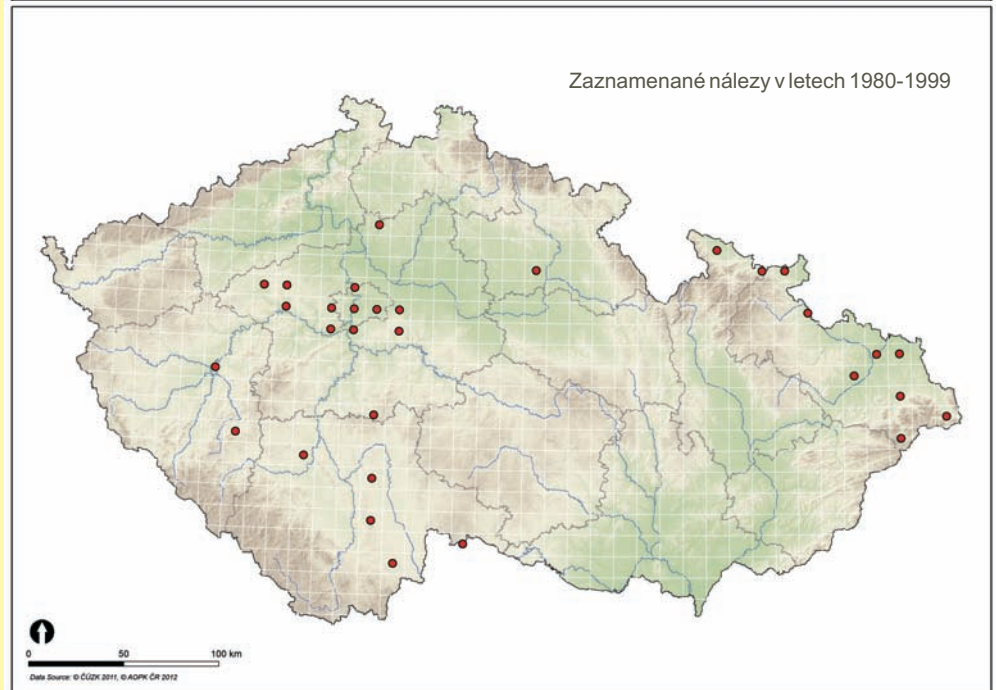 Zaznamenané nálezy v letech 1980-1999
0 50 100 km
Data Source: © ČÚZK 2011, © AOPK ČR 2012